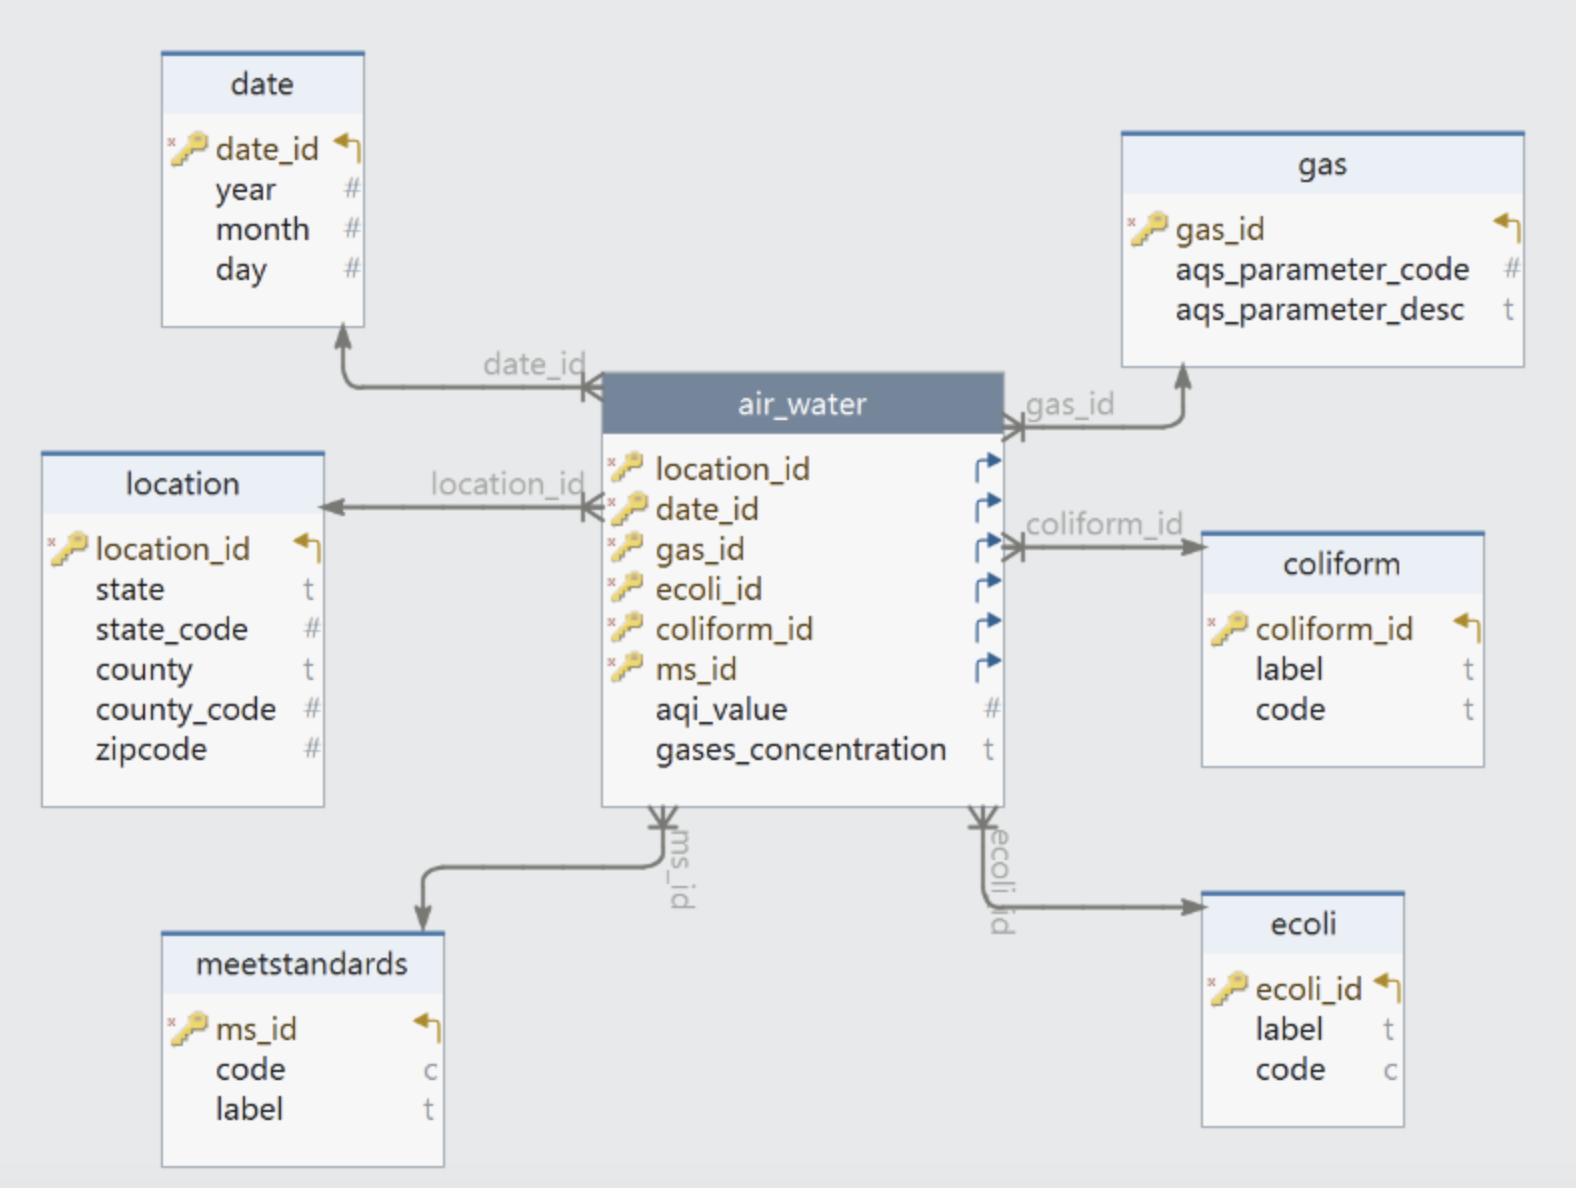 date
date_id
year #
month #
day #
gas
gas_id
aqs_parameter_code #
aqs_parameter_desc t
date_id
gas_id
location_id
coliform_id
ms_id
ecoli_id
air_water
location_id
date_id
gas_id
ecoli_id
coliform_id
ms_id
aqi_value #
gases_concentration t
location
location_id
state t
state_code #
county t
county_code #
zipcode #
coliform
coliform_id
label t
code t
meetstandards
ms_id
code c
label t
ecoli
ecoli_id
label t
code c